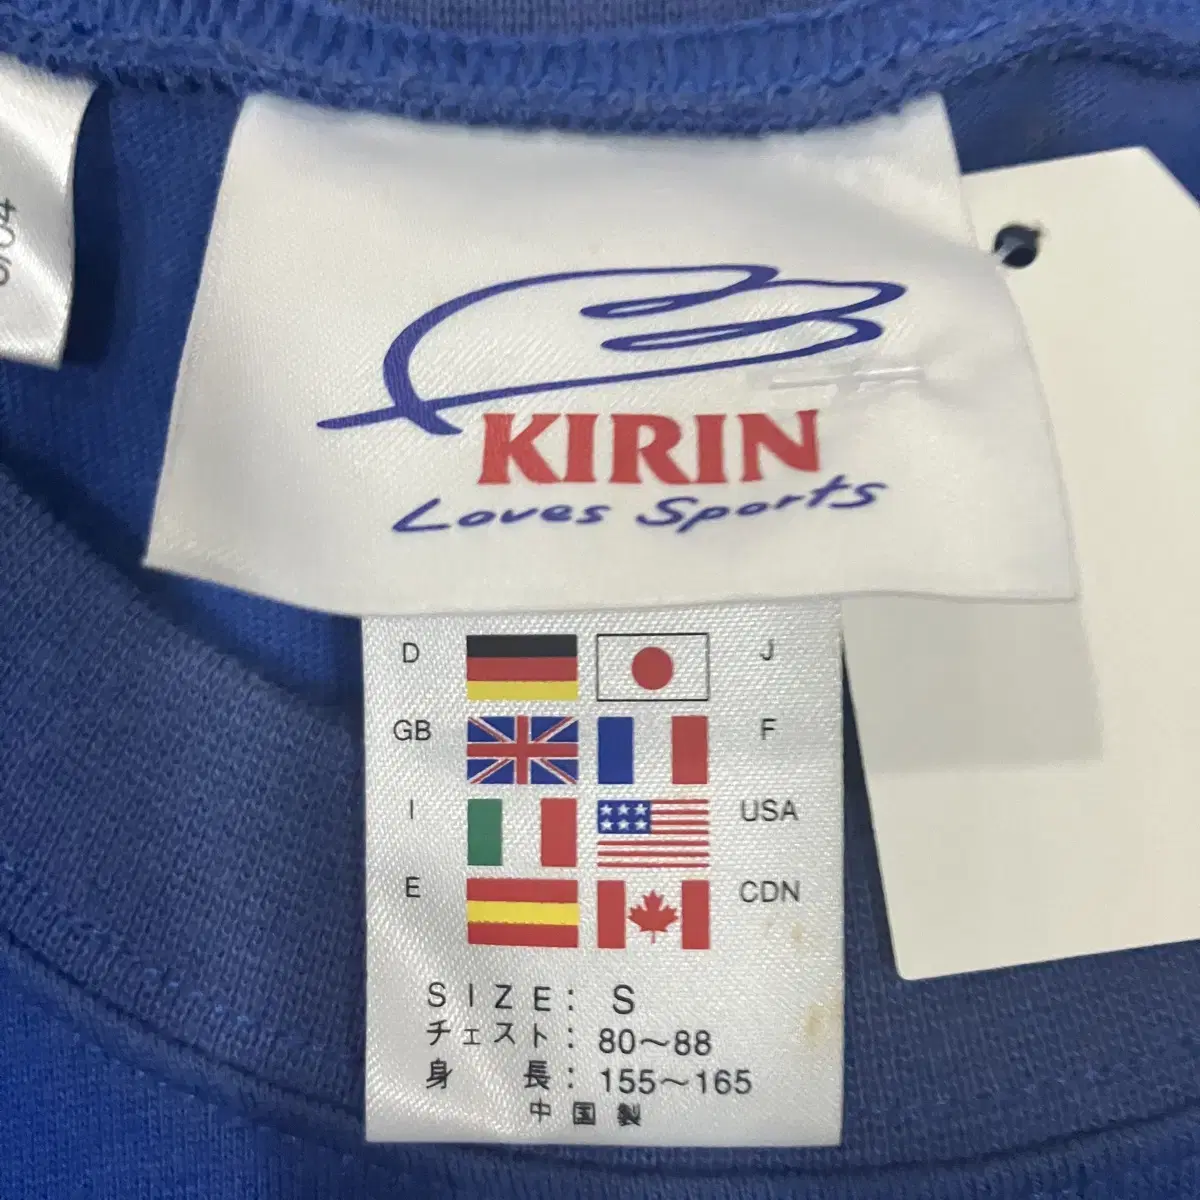 KIRIN
Loves Sports
D J
GB F
I USA
E CDN
SIZE: S
チェスト: 80～88
身長: 155～165
中国製